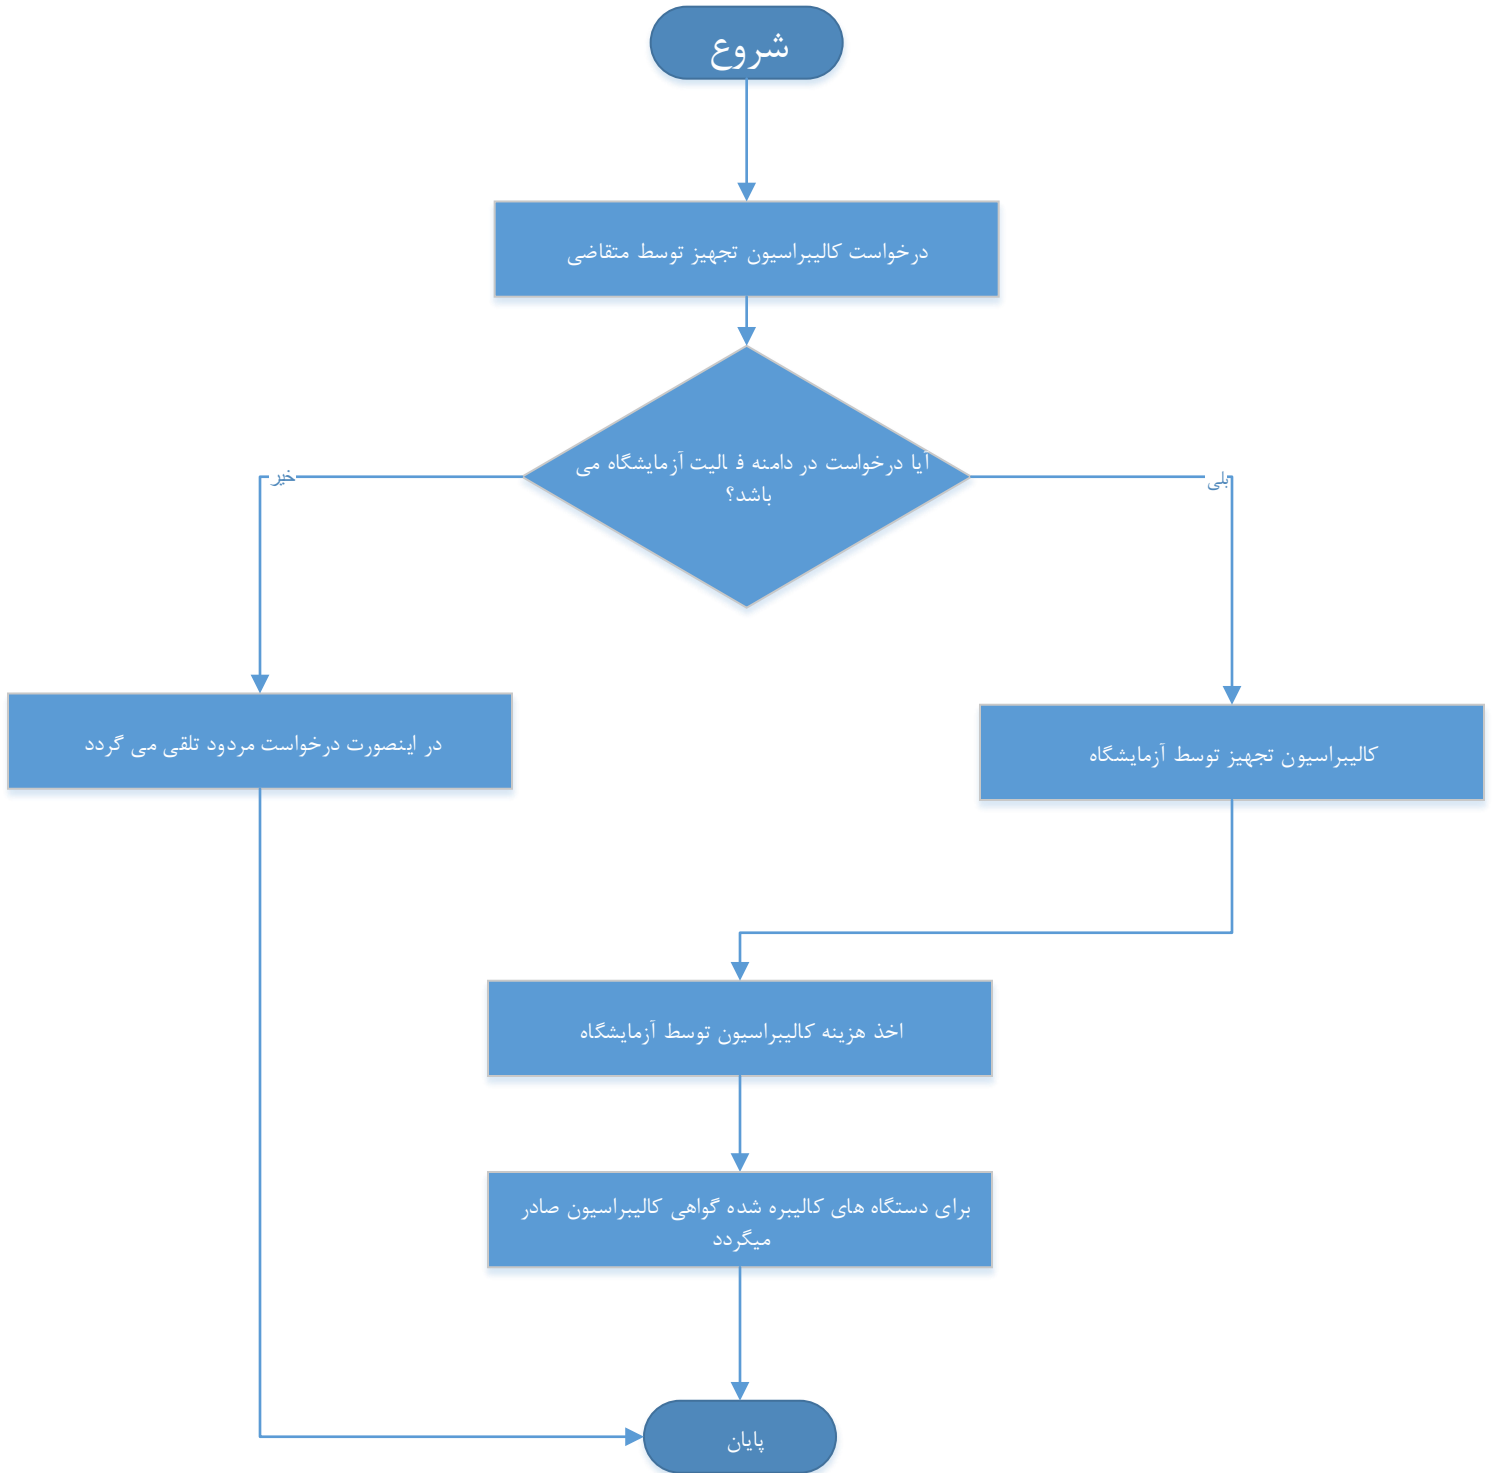 شروع
درخواست کالیبراسیون تجهیز توسط متقاضی
آیا درخواست در دامنه ف الیت آزمایشگاه می
باشد؟
خیر
بلی
در اینصورت درخواست مردود تلقی می گردد
کالیبراسیون تجهیز توسط آزمایشگاه
اخذ هزینه کالیبراسیون توسط آزمایشگاه
برای دستگاه های کالیبره شده گواهی کالیبراسیون صادر
میگردد
پایان